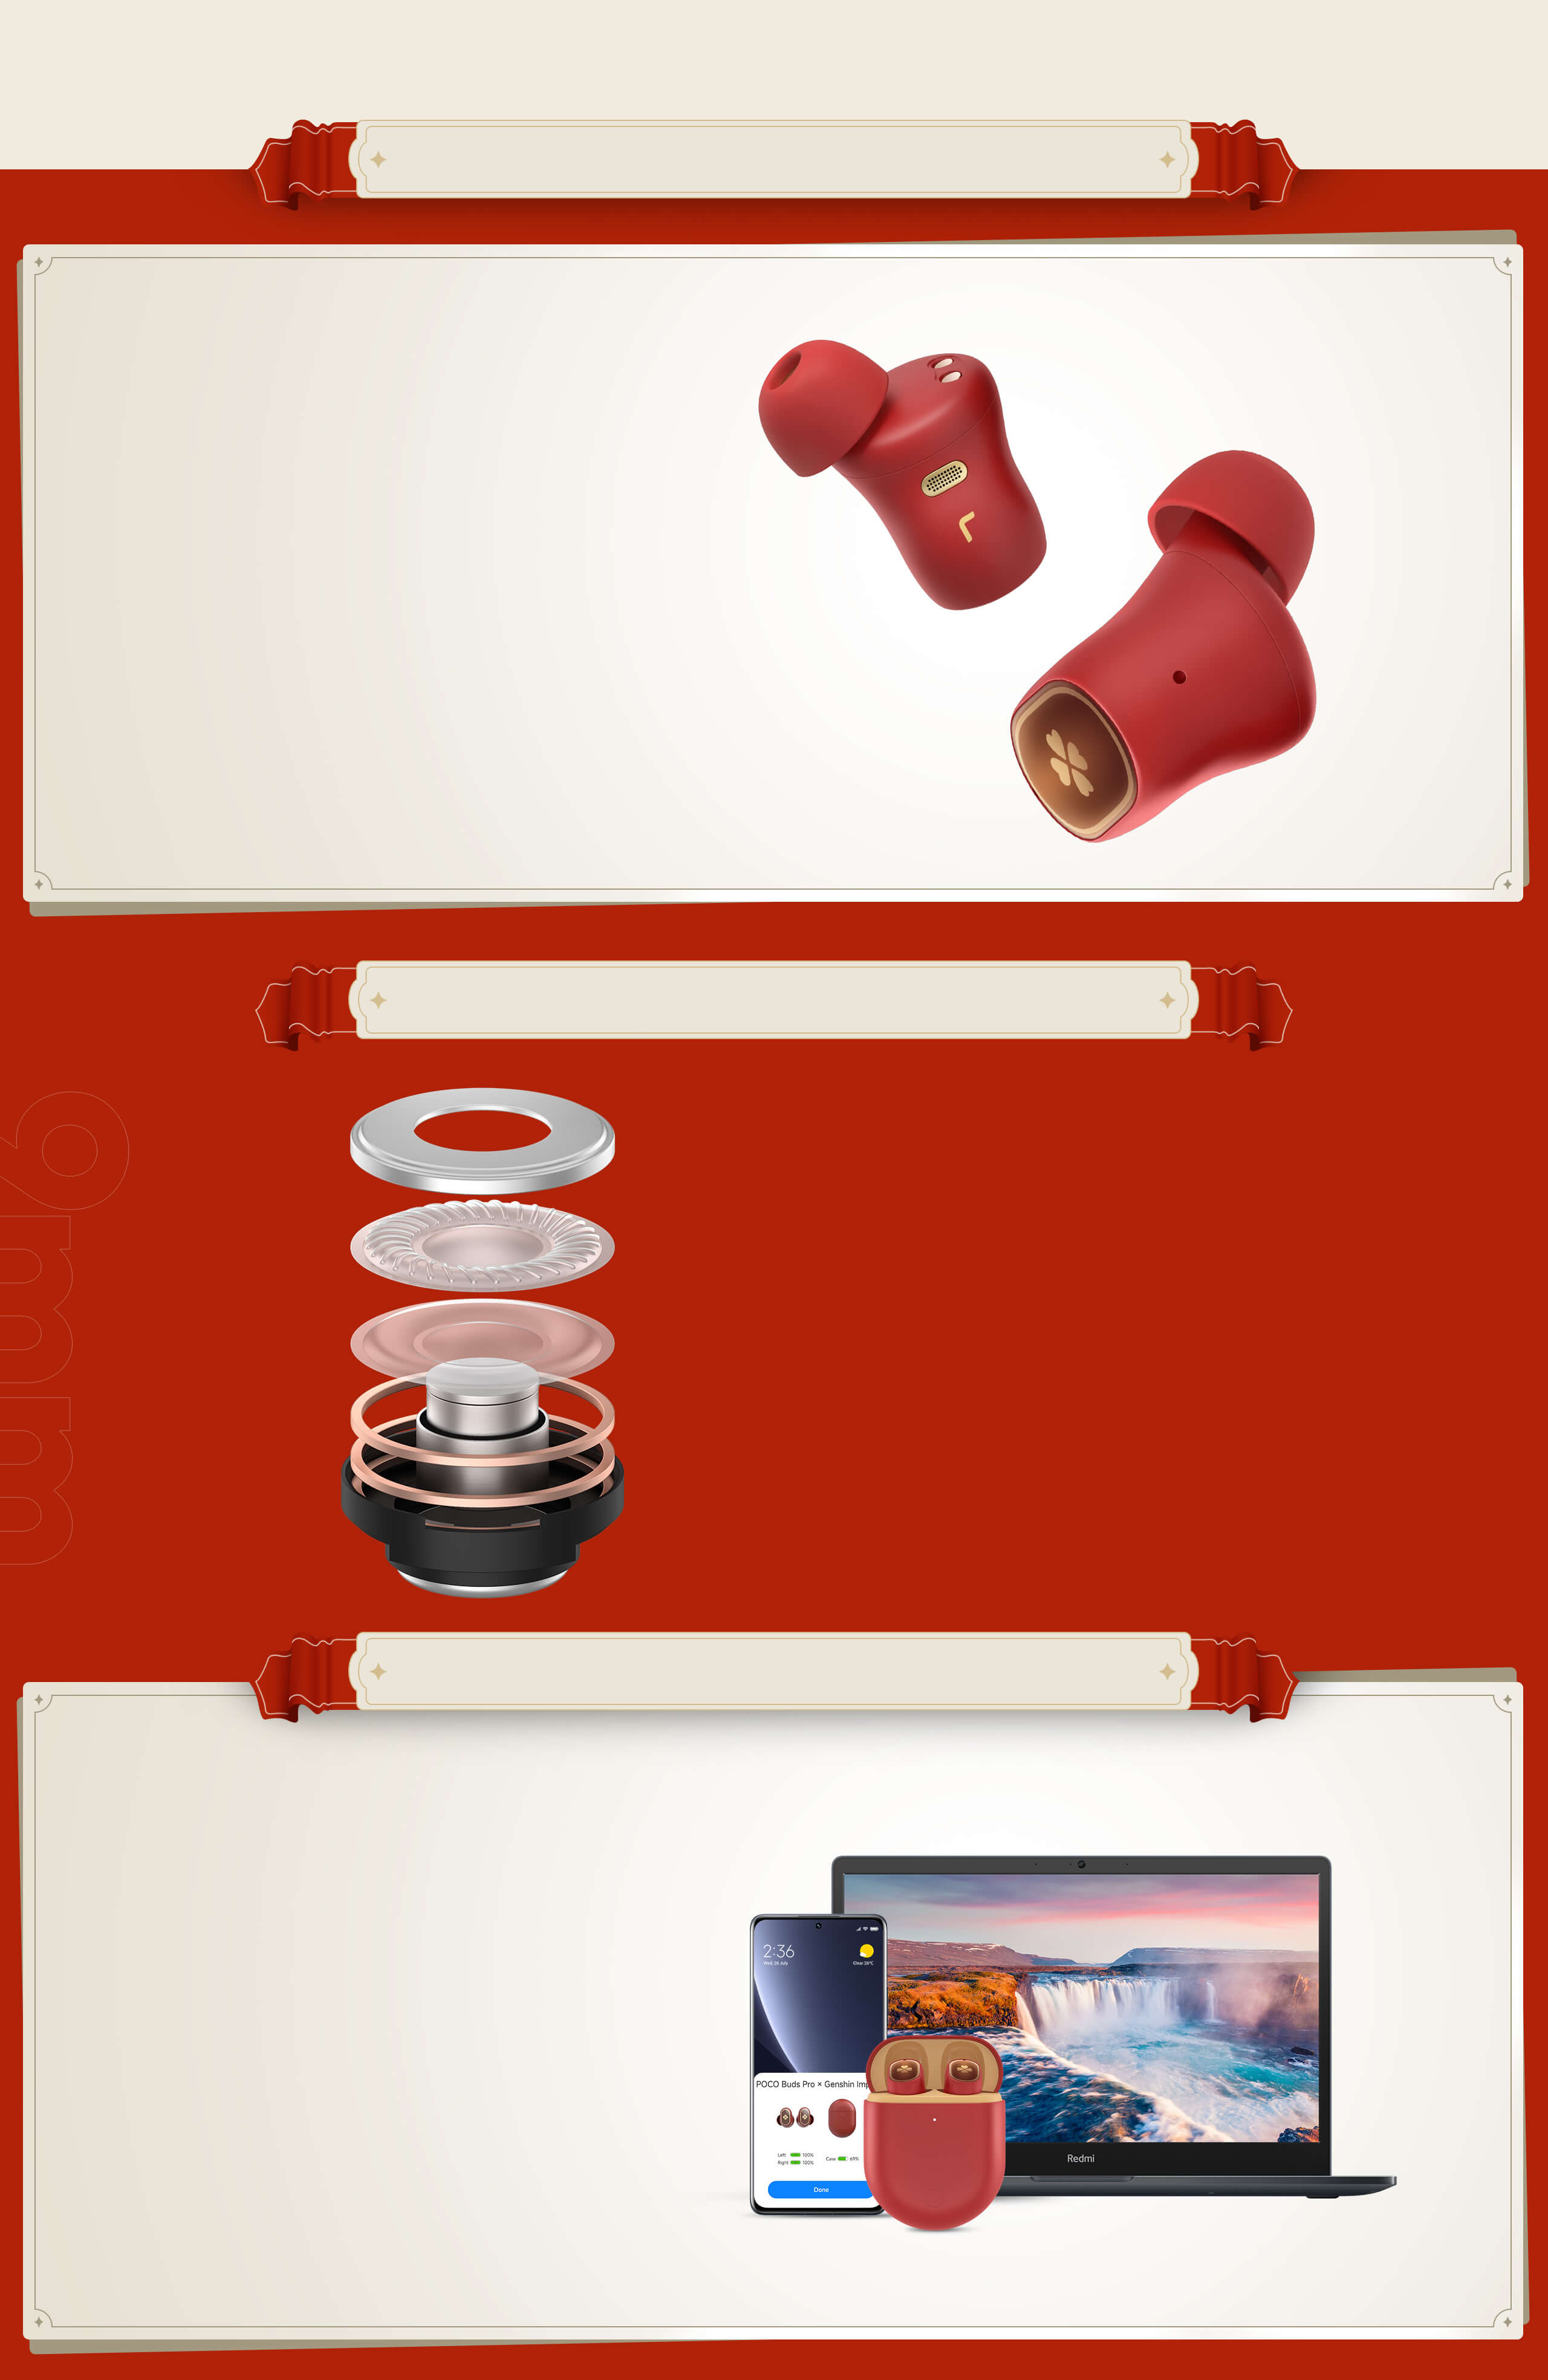 L
9mm
2:36
Wed, 26 July
Clear 26°C
POCO Buds Pro × Genshin Imp
Left 100%
Right 100%
Case 69%
Done
Redmi